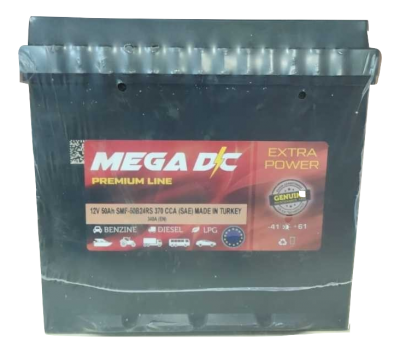 MEGA DC
PREMIUM LINE
EXTRA
POWER
GENUINE
12V 50Ah SMF-50B24RS 370 CCA (SAE) MADE IN TURKEY
BENZINE DIESEL LPG